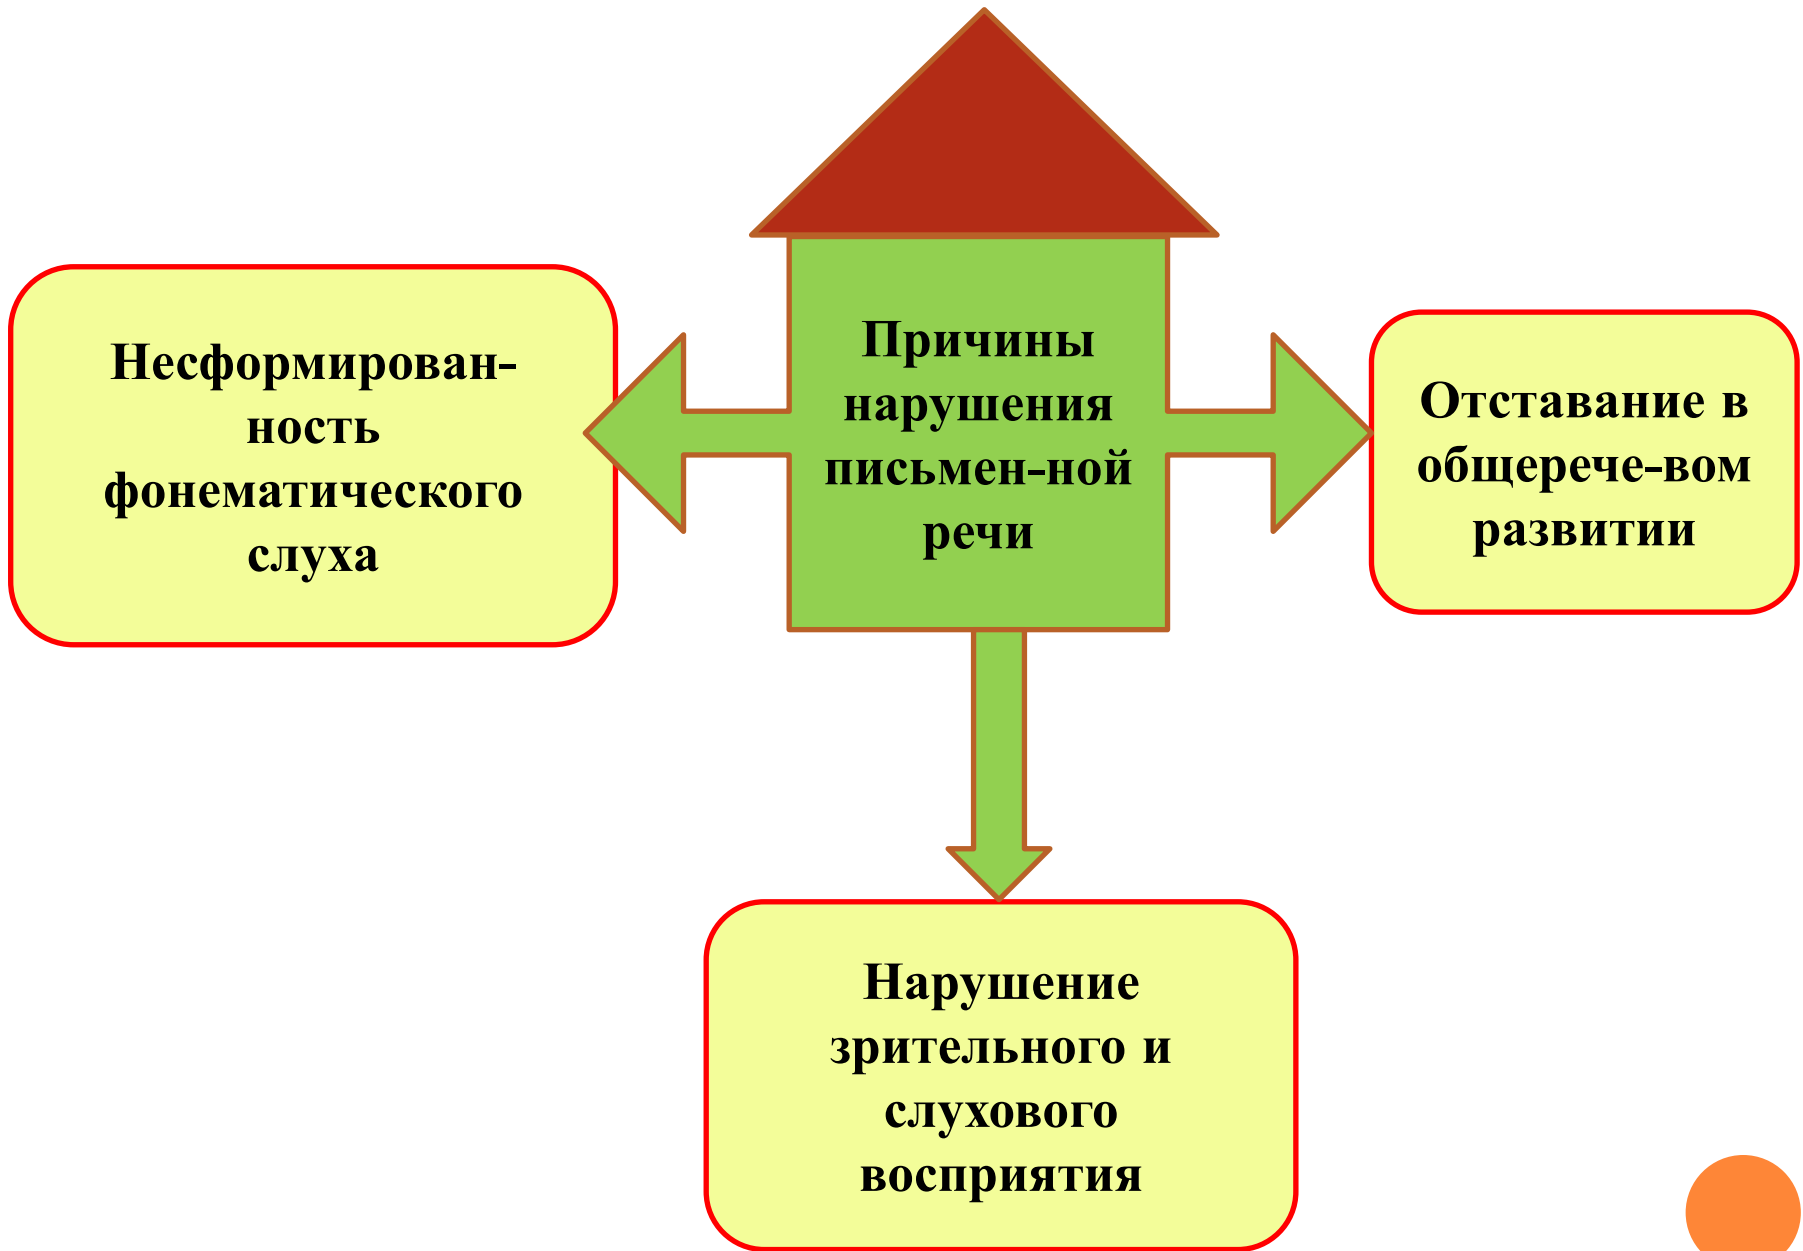 Несформирован-
ность
фонематического
слуха
Причины
нарушения
письмен-ной
речи
Отставание в
общерече-вом
развитии
Нарушение
зрительного и
слухового
восприятия